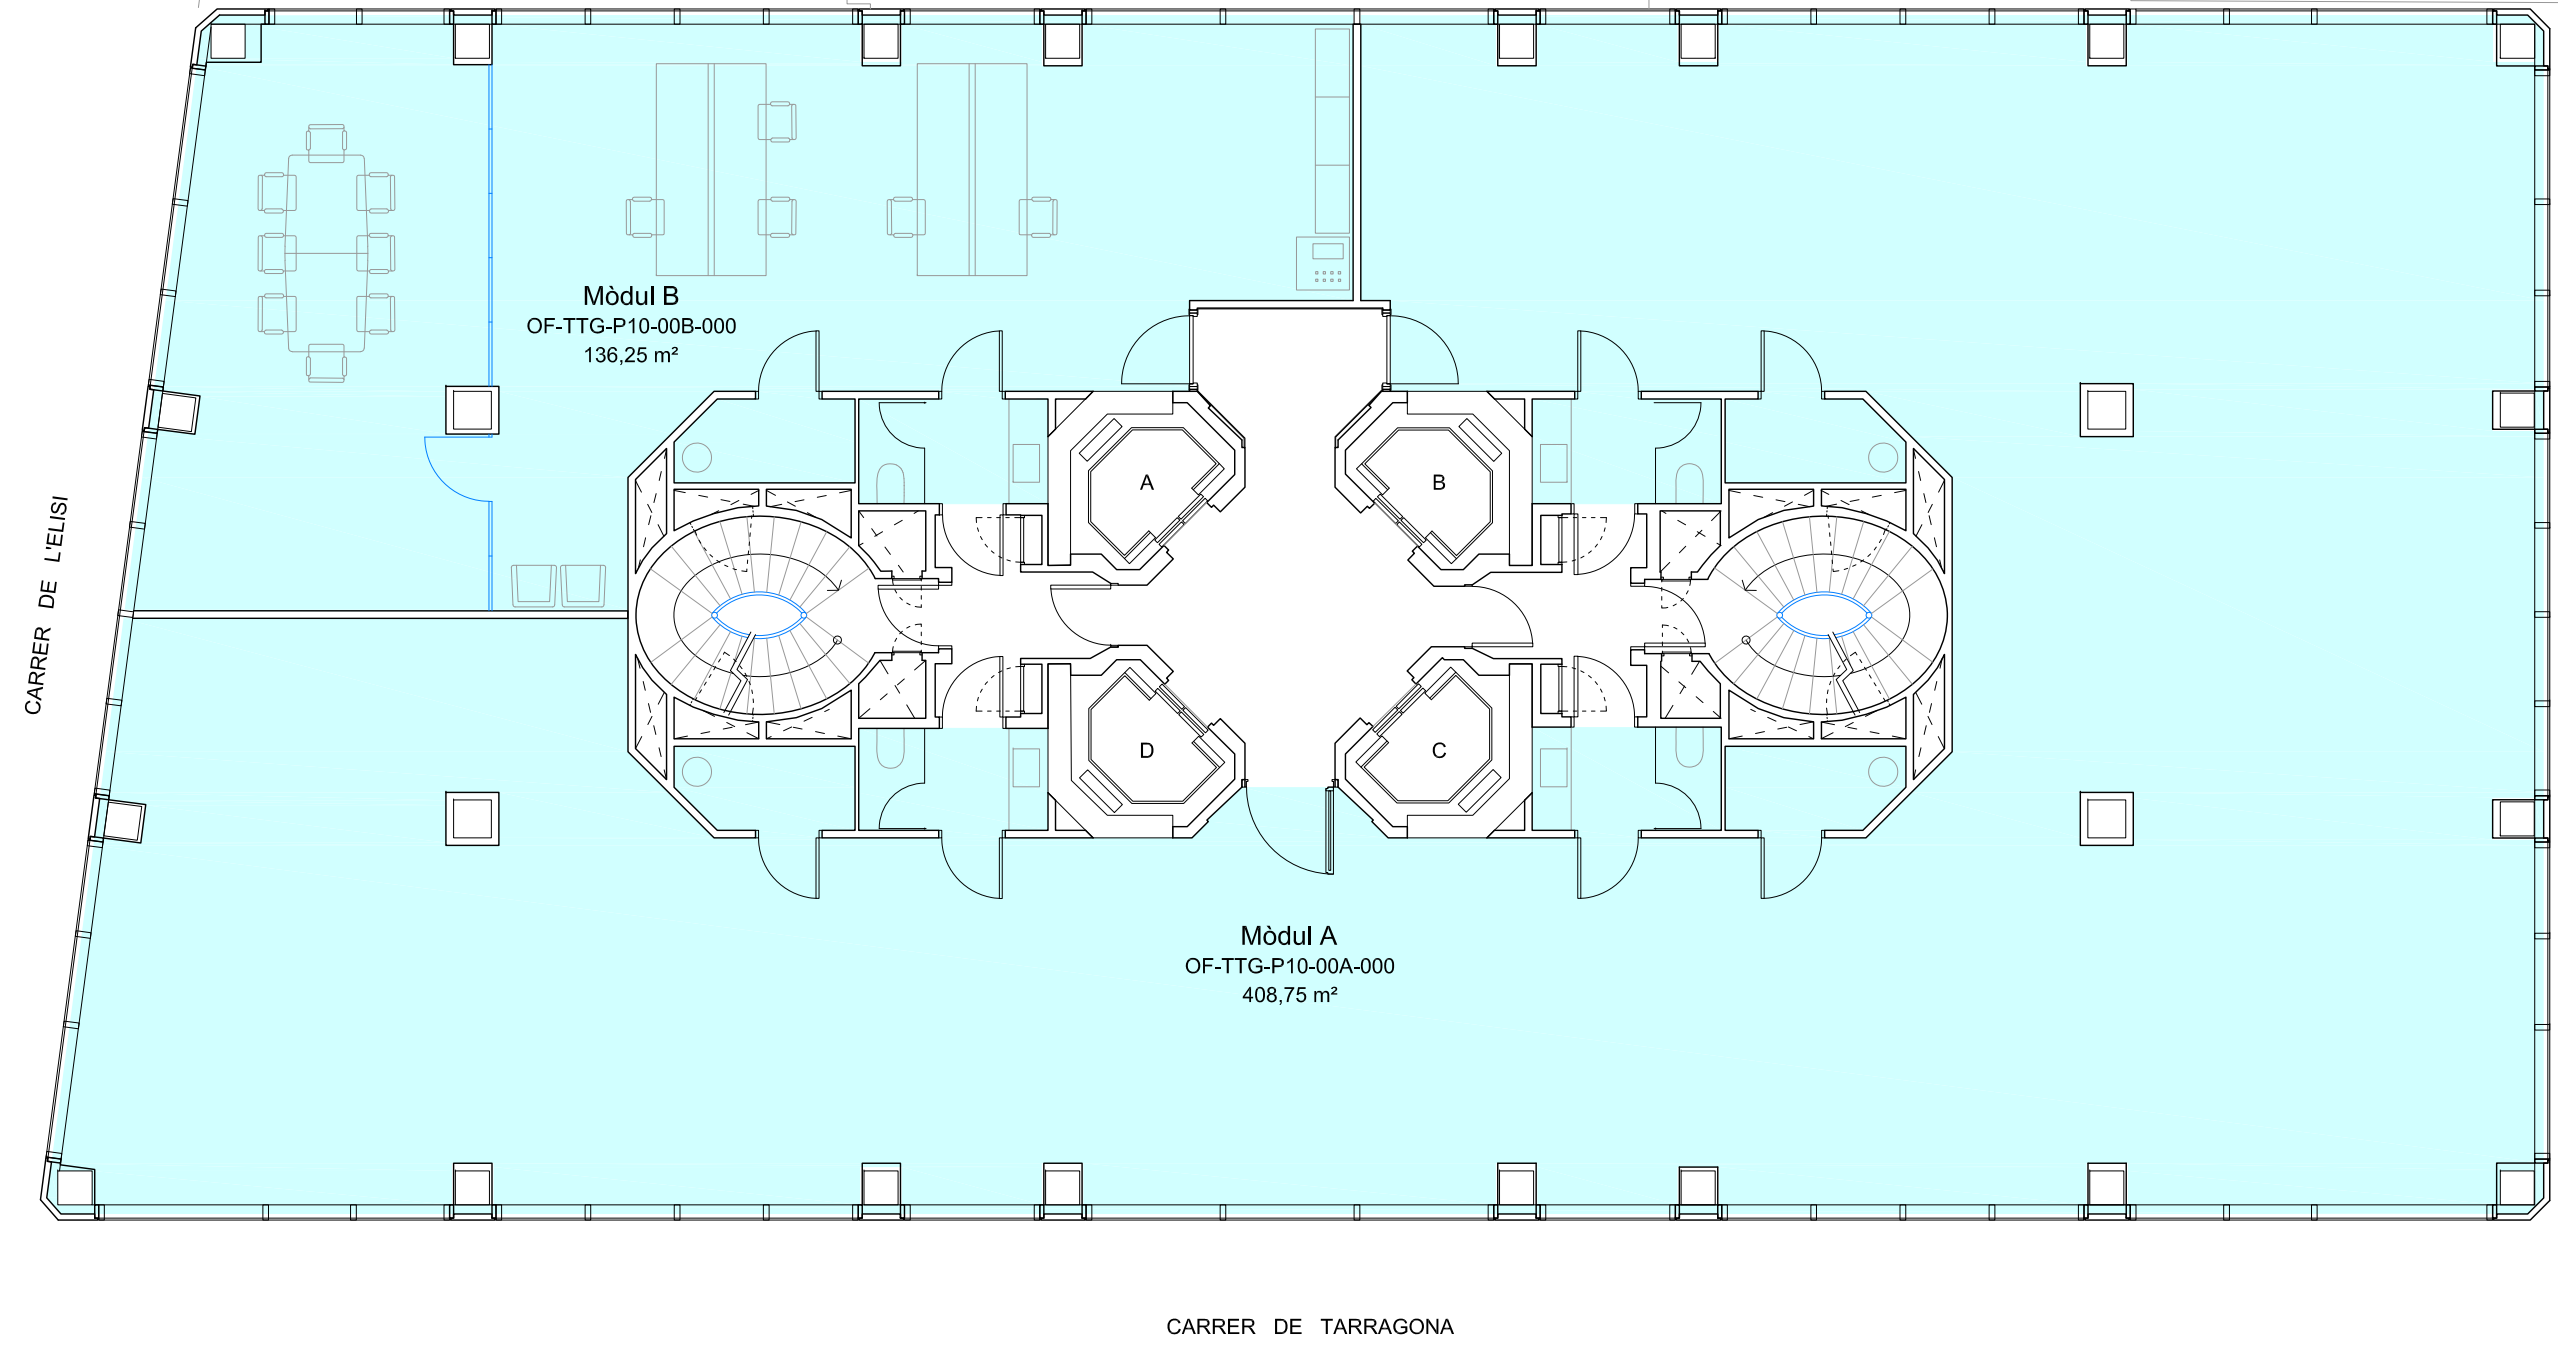 Mòdul B
OF-TTG-P10-00B-000
136,25 m²
A
B
CARRER DE L'ELISI
D
C
Mòdul A
OF-TTG-P10-00A-000
408,75 m²
CARRER DE TARRAGONA